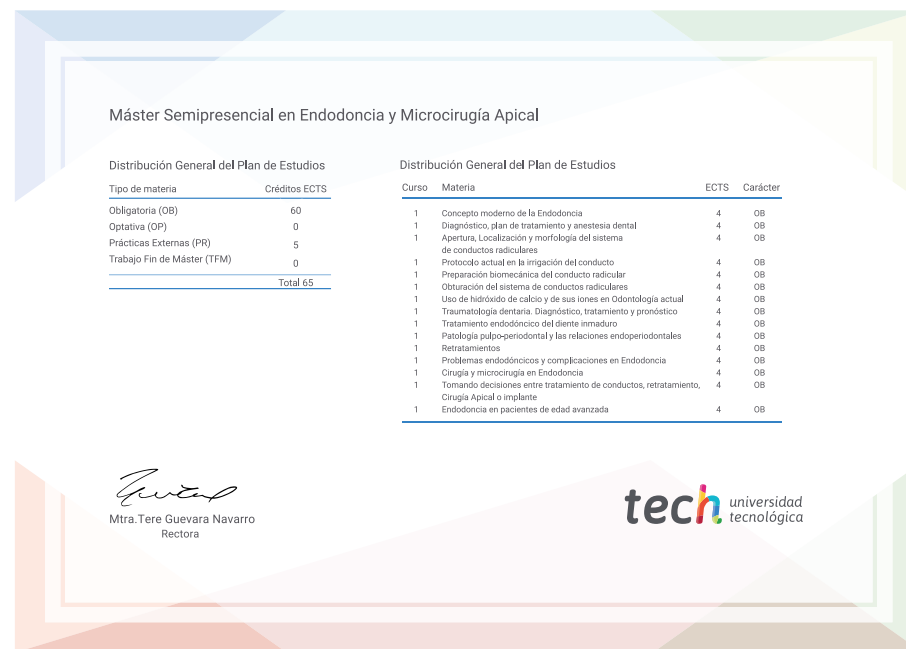 Máster Semipresencial en Endodoncia y Microcirugía Apical
Distribución General del Plan de Estudios
Tipo de materia Créditos ECTS
Obligatoria (OB) 60
Optativa (OP) 0
Prácticas Externas (PR) 5
Trabajo Fin de Máster (TFM) 0
Total 65
Distribución General del Plan de Estudios
Curso Materia ECTS Carácter
1 Concepto moderno de la Endodoncia 4 OB
1 Diagnóstico, plan de tratamiento y anestesia dental 4 OB
1 Apertura, Localización y morfología del sistema 4 OB
de conductos radiculares
1 Protocolo actual en la irrigación del conducto 4 OB
1 Preparación biomecánica del conducto radicular 4 OB
1 Obturación del sistema de conductos radiculares 4 OB
1 Uso de hidróxido de calcio y de sus iones en Odontología actual 4 OB
1 Traumatología dentaria. Diagnóstico, tratamiento y pronóstico 4 OB
1 Tratamiento endodóncico del diente inmaduro 4 OB
1 Patología pulpo-periodontal y las relaciones endoperiodontales 4 OB
1 Retratamientos 4 OB
1 Problemas endodóncicos y complicaciones en Endodoncia 4 OB
1 Cirugía y microcirugía en Endodoncia 4 OB
1 Tomando decisiones entre tratamiento de conductos, retratamiento, 4 OB
Cirugía Apical o implante
1 Endodoncia en pacientes de edad avanzada 4 OB
Mtra.Tere Guevara Navarro
Rectora
tech universidad
tecnológica